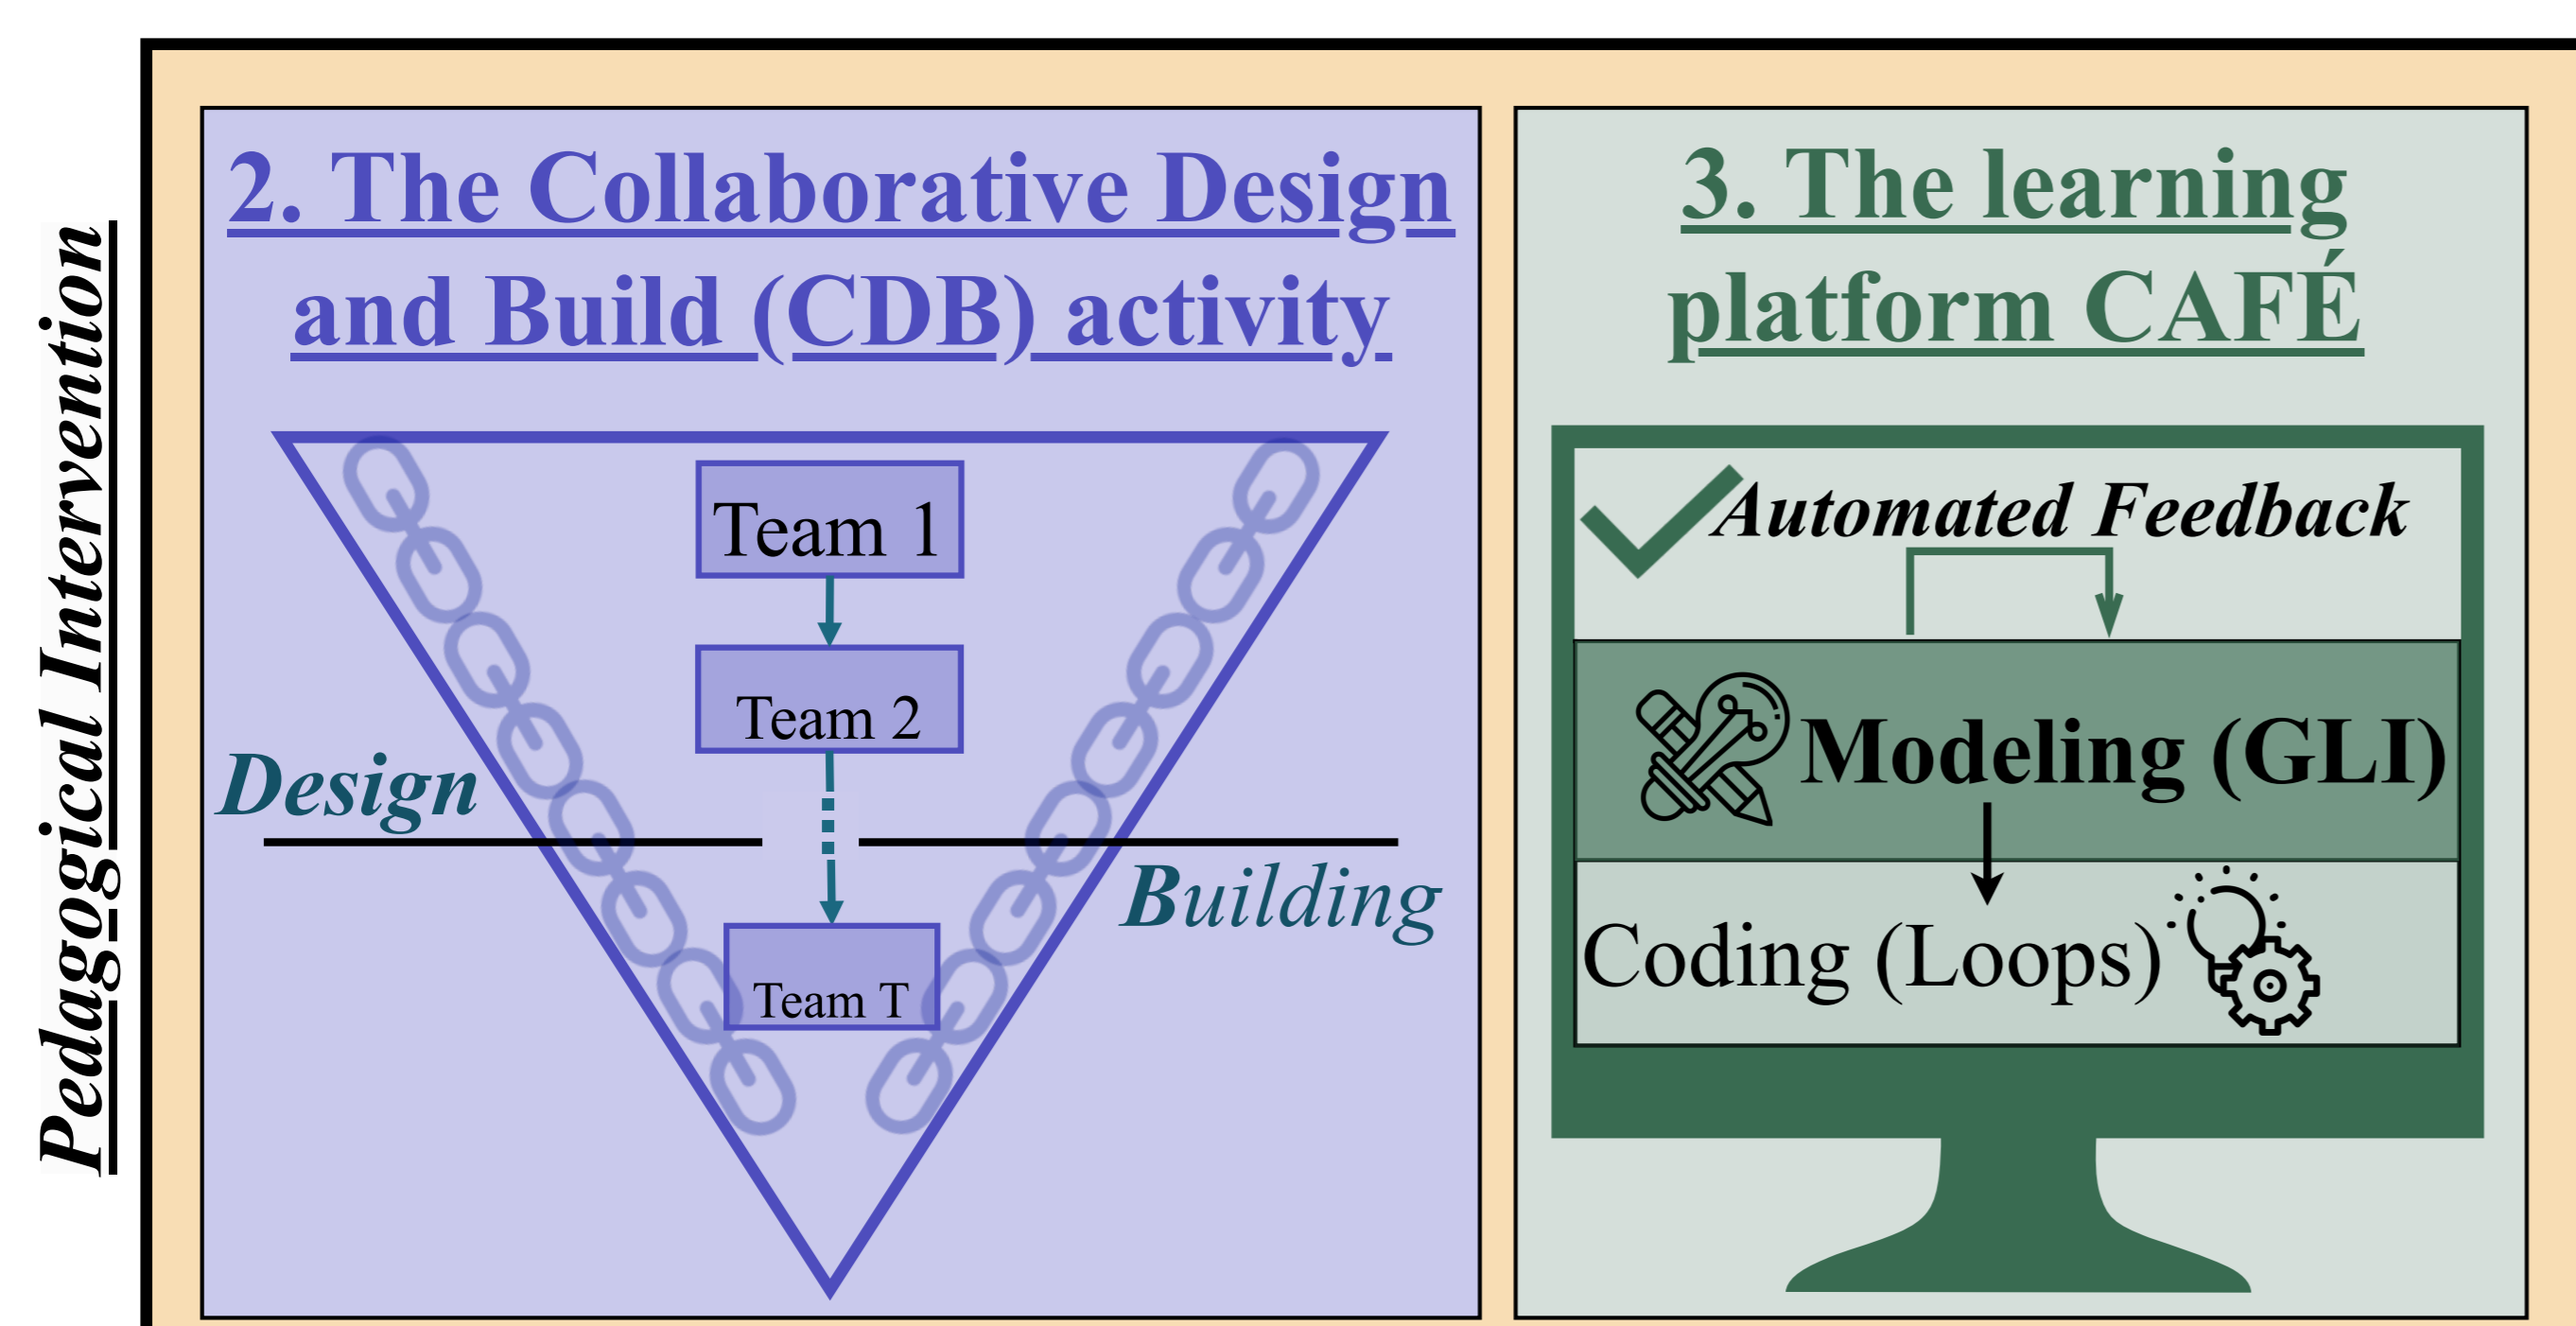 Pedagogical Intervention
2. The Collaborative Design
and Build (CDB) activity
Team 1
Team 2
Design
Building
Team T
3. The learning
platform CAFÉ
Automated Feedback
Modeling (GLI)
Coding (Loops)